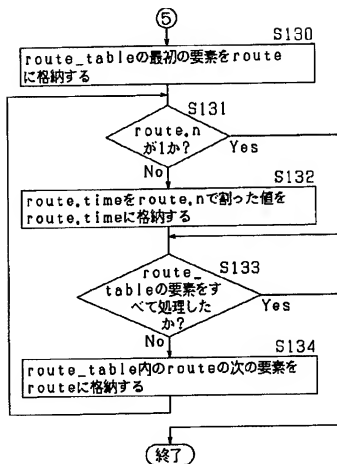 ⑤
S130
route_tableの最初の要素をroute
に格納する
S131
route.n
が1か?
Yes
No
S132
route.timeをroute.nで割った値を
route.timeに格納する
S133
route_
tableの要素をす
べて処理した
か?
Yes
No
S134
route_table内のrouteの次の要素を
routeに格納する
終了